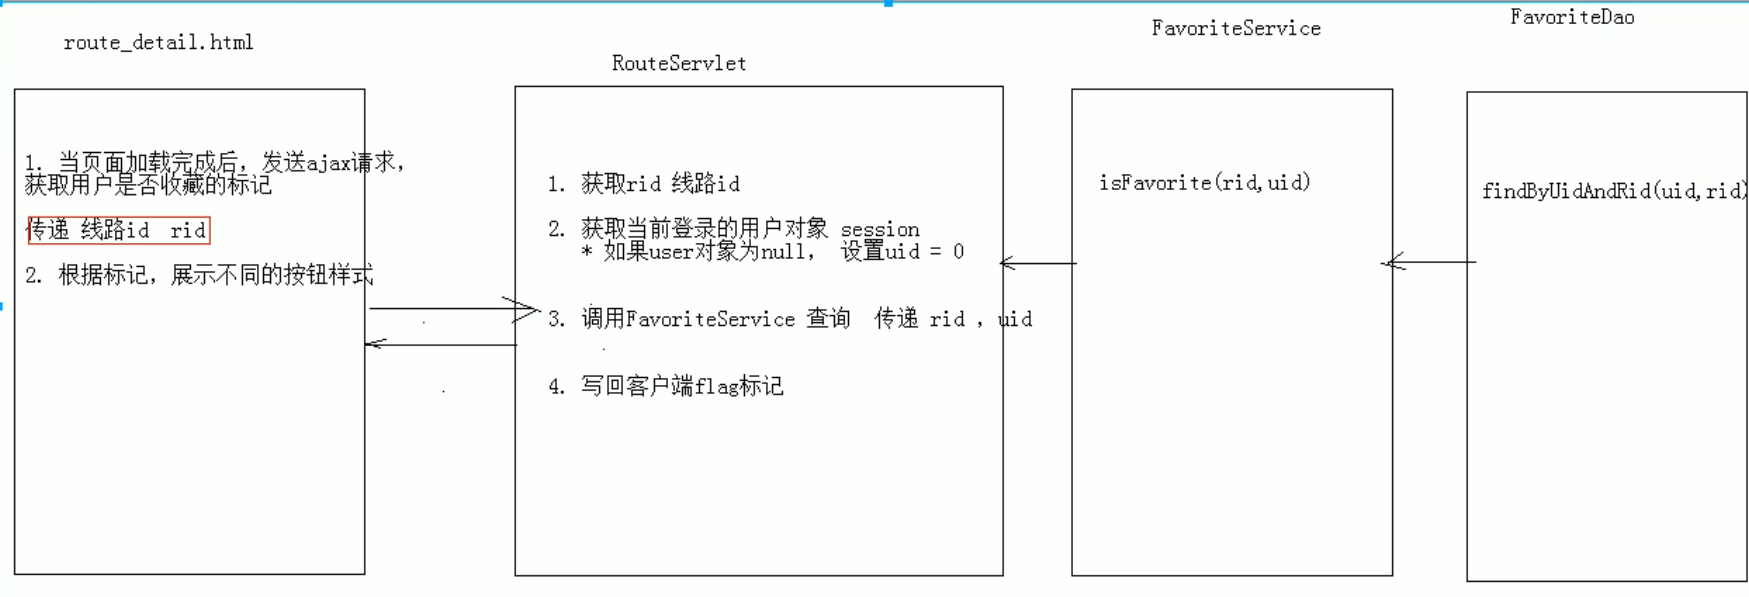 route_detail.html
1. 当页面加载完成后，发送ajax请求，
获取用户是否收藏的标记
传递 线路id rid
2. 根据标记，展示不同的按钮样式
RouteServlet
1. 获取rid 线路id
2. 获取当前登录的用户对象 session
* 如果user对象为null， 设置uid = 0
3. 调用FavoriteService 查询 传递 rid ，uid
4. 写回客户端flag标记
FavoriteService
isFavorite(rid,uid)
FavoriteDao
findByUidAndRid(uid,rid)